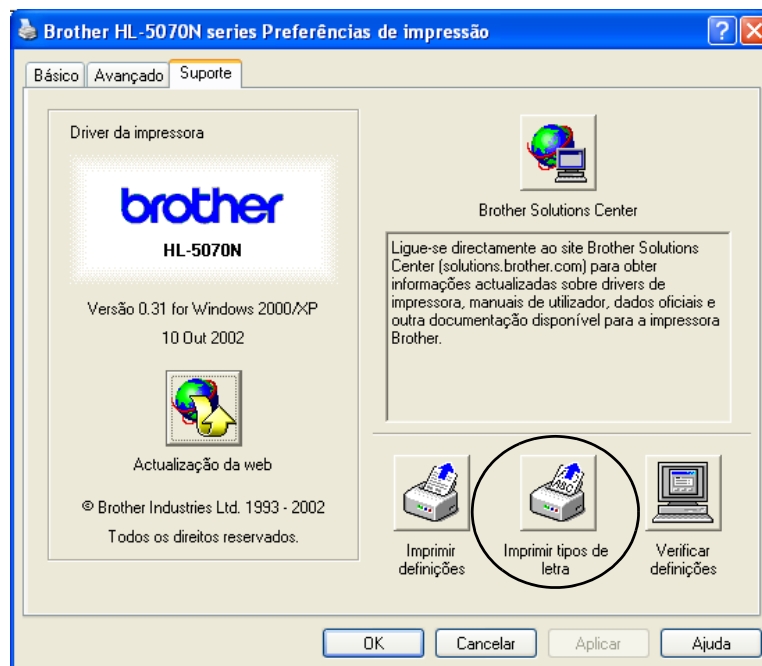 Brother HL-5070N series Preferências de impressão
Básico
Avançado
Suporte
Driver da impressora
brother
HL-5070N
Versão 0.31 for Windows 2000/XP
10 Out 2002
Actualização da web
© Brother Industries Ltd. 1993 - 2002
Todos os direitos reservados.
Brother Solutions Center
Ligue-se directamente ao site Brother Solutions
Center (solutions.brother.com) para obter
informações actualizadas sobre drivers de
impressora, manuais de utilizador, dados oficiais e
outra documentação disponível para a impressora
Brother.
ABC
Imprimir
definições
Imprimir tipos de
letra
Verificar
definições
OK
Cancelar
Aplicar
Ajuda